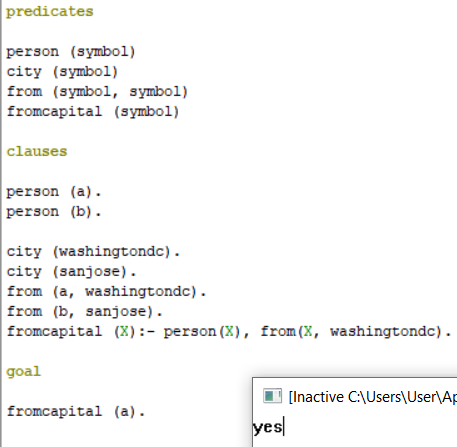 predicates
person (symbol)
city (symbol)
from (symbol, symbol)
fromcapital (symbol)
clauses
person (a).
person (b).
city (washingtondc).
city (sanjose).
from (a, washingtondc).
from (b, sanjose).
fromcapital (X):- person(X), from(X, washingtondc).
goal
fromcapital (a).
[Inactive C:\Users\User\Ap
yes